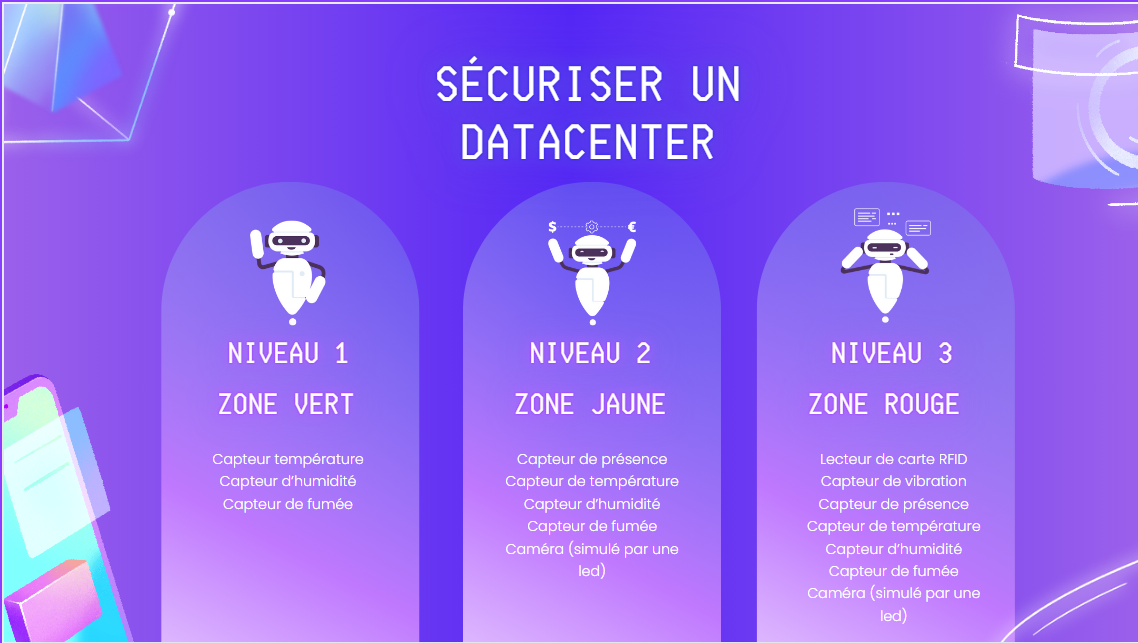 SÉCURISER UN
DATACENTER
$ €
NIVEAU 1
ZONE VERT
Capteur température
Capteur d'humidité
Capteur de fumée
NIVEAU 2
ZONE JAUNE
Capteur de présence
Capteur de température
Capteur d'humidité
Capteur de fumée
Caméra (simulé par une
led)
NIVEAU 3
ZONE ROUGE
Lecteur de carte RFID
Capteur de vibration
Capteur de présence
Capteur de température
Capteur d'humidité
Capteur de fumée
Caméra (simulé par une
led)